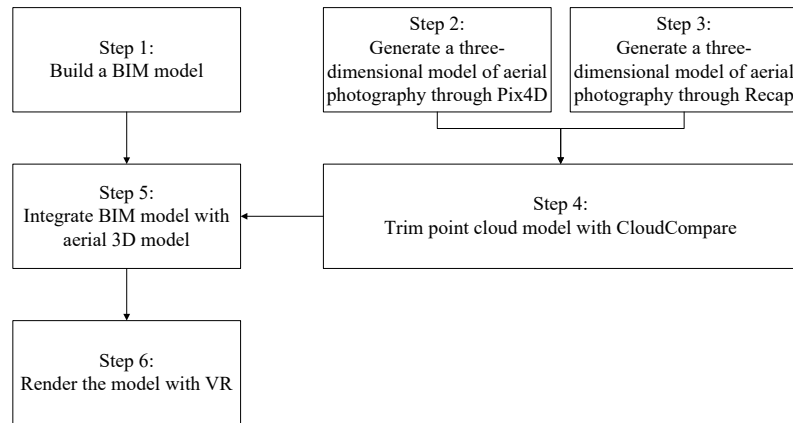 Step 1:
Build a BIM model
Step 2:
Generate a three-
dimensional model of aerial
photography through Pix4D
Step 3:
Generate a three-
dimensional model of aerial
photography through Recap
Step 5:
Integrate BIM model with
aerial 3D model
Step 4:
Trim point cloud model with CloudCompare
Step 6:
Render the model with VR